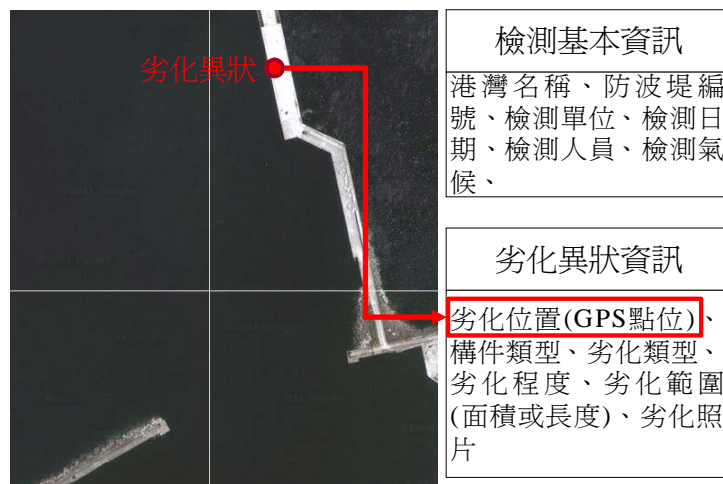 劣化異狀
檢測基本資訊
港灣名稱、防波堤編
號、檢測單位、檢測日
期、檢測人員、檢測氣
候、
劣化異狀資訊
劣化位置(GPS點位)、
構件類型、劣化類型、
劣化程度、劣化範圍
(面積或長度)、劣化照
片